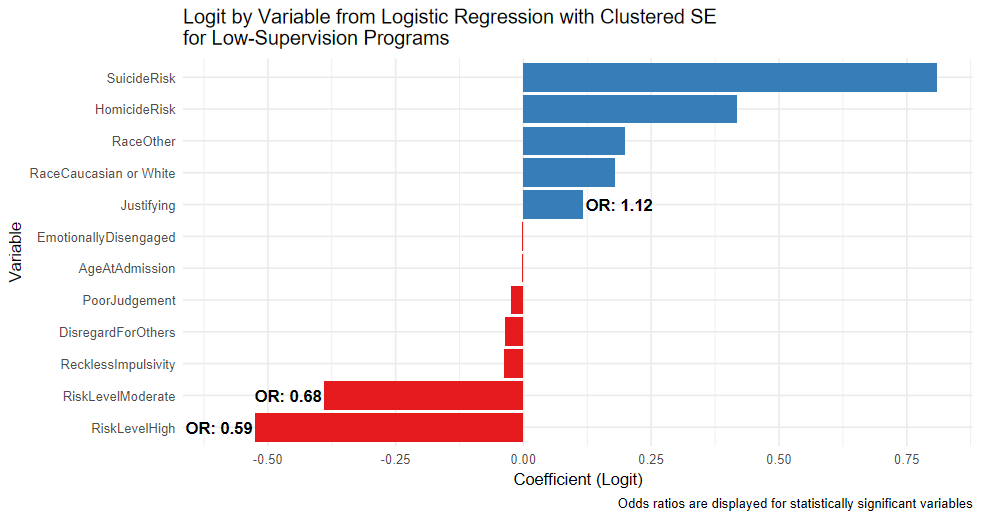 Logit by Variable from Logistic Regression with Clustered SE
for Low-Supervision Programs
SuicideRisk
HomicideRisk
RaceOther
RaceCaucasian or White
Justifying
OR: 1.12
EmotionallyDisengaged
AgeAtAdmission
PoorJudgement
DisregardForOthers
RecklessImpulsivity
RiskLevelModerate
OR: 0.68
RiskLevelHigh
OR: 0.59
Variable
-0.50 -0.25 0.00 0.25 0.50 0.75
Coefficient (Logit)
Odds ratios are displayed for statistically significant variables